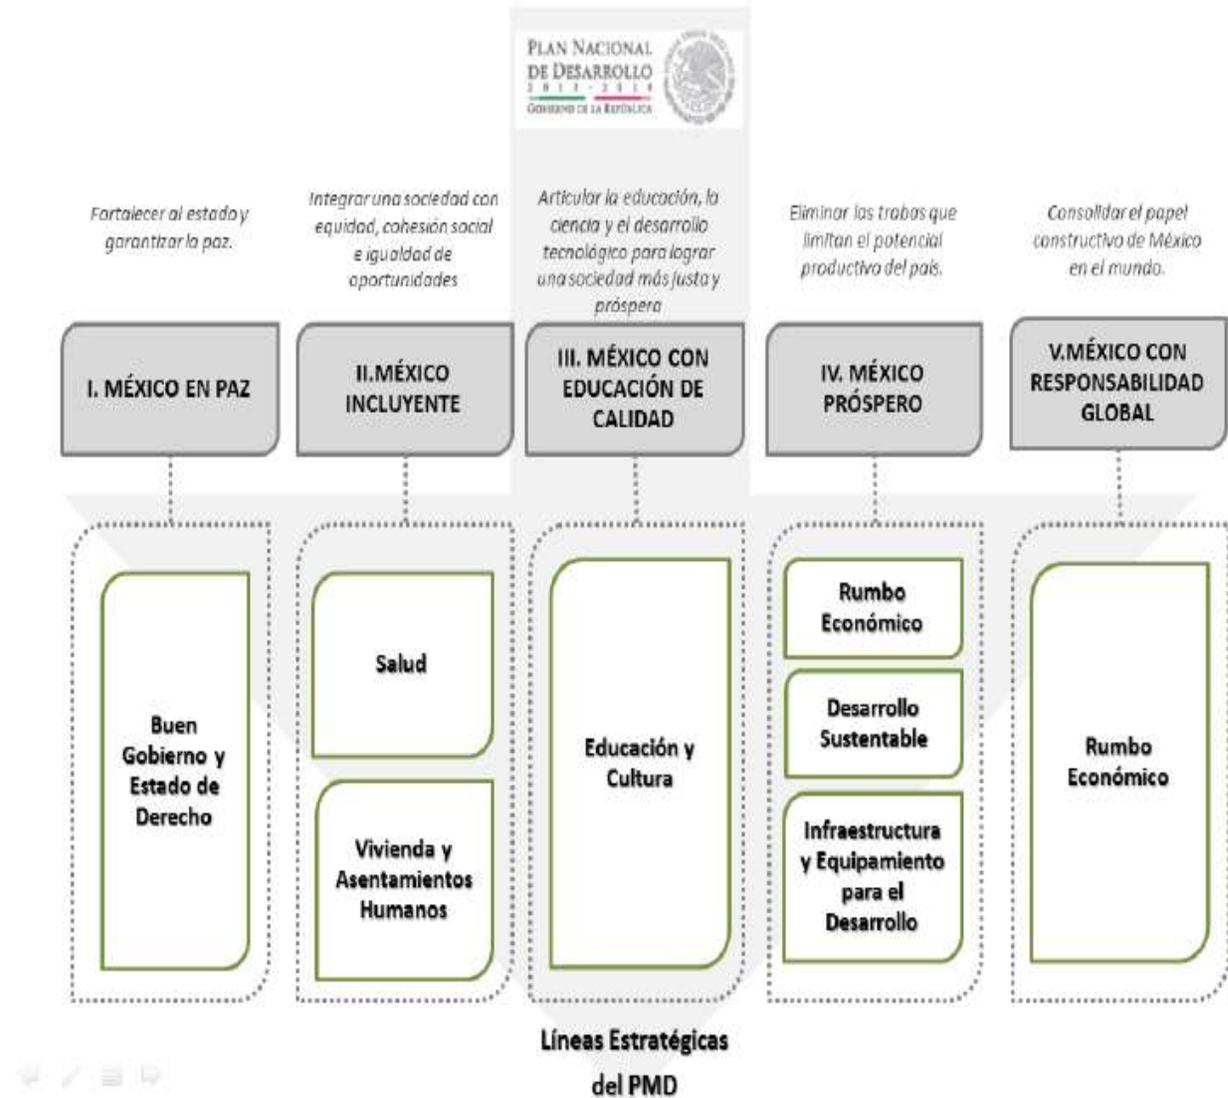 PLAN NACIONAL
DE DESARROLLO
GOBIERNO DE LA REPÚBLICA
Fortalecer al estado y
garantizar la paz.
Integrar una sociedad con
equidad, cohesión social
e igualdad de
oportunidades
Articular la educación, la
ciencia y el desarrollo
tecnológico para lograr
una sociedad más justa y
próspera
Eliminar las trabas que
limitan el potencial
productivo del país.
Consolidar el papel
constructivo de México
en el mundo.
I. MÉXICO EN PAZ
II.MÉXICO
INCLUYENTE
III. MÉXICO CON
EDUCACIÓN DE
CALIDAD
IV. MÉXICO
PRÓSPERO
V.MÉXICO CON
RESPONSABILIDAD
GLOBAL
Buen
Gobierno y
Estado de
Derecho
Salud
Vivienda y
Asentamientos
Humanos
Educación y
Cultura
Rumbo
Económico
Desarrollo
Sustentable
Infraestructura
y Equipamiento
para el
Desarrollo
Rumbo
Económico
Líneas Estratégicas
del PMD